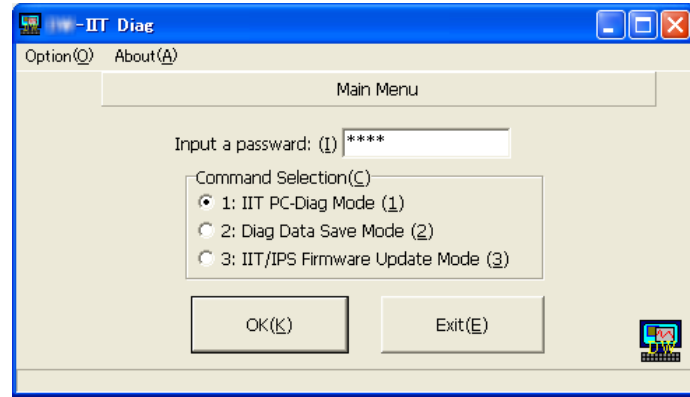 -IIT Diag
Option(O) About(A)
Main Menu
Input a password: (I) ****
Command Selection(C)
1: IIT PC-Diag Mode (1)
2: Diag Data Save Mode (2)
3: IIT/IPS Firmware Update Mode (3)
OK(K) Exit(E)
DW